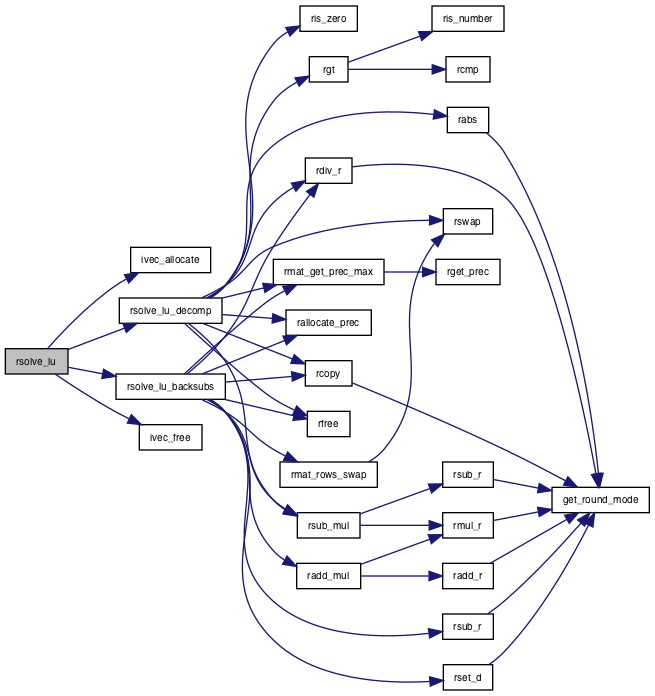 ris_zero
ris_number
rgt
rcmp
rabs
rdiv_r
rswap
ivec_allocate
rmat_get_prec_max
rget_prec
rsolve_lu_decomp
rallocate_prec
rsolve_lu
rcopy
rsolve_lu_backsubs
rfree
ivec_free
rmat_rows_swap
rsub_r
get_round_mode
rsub_mul
rmul_r
radd_mul
radd_r
rsub_r
rset_d